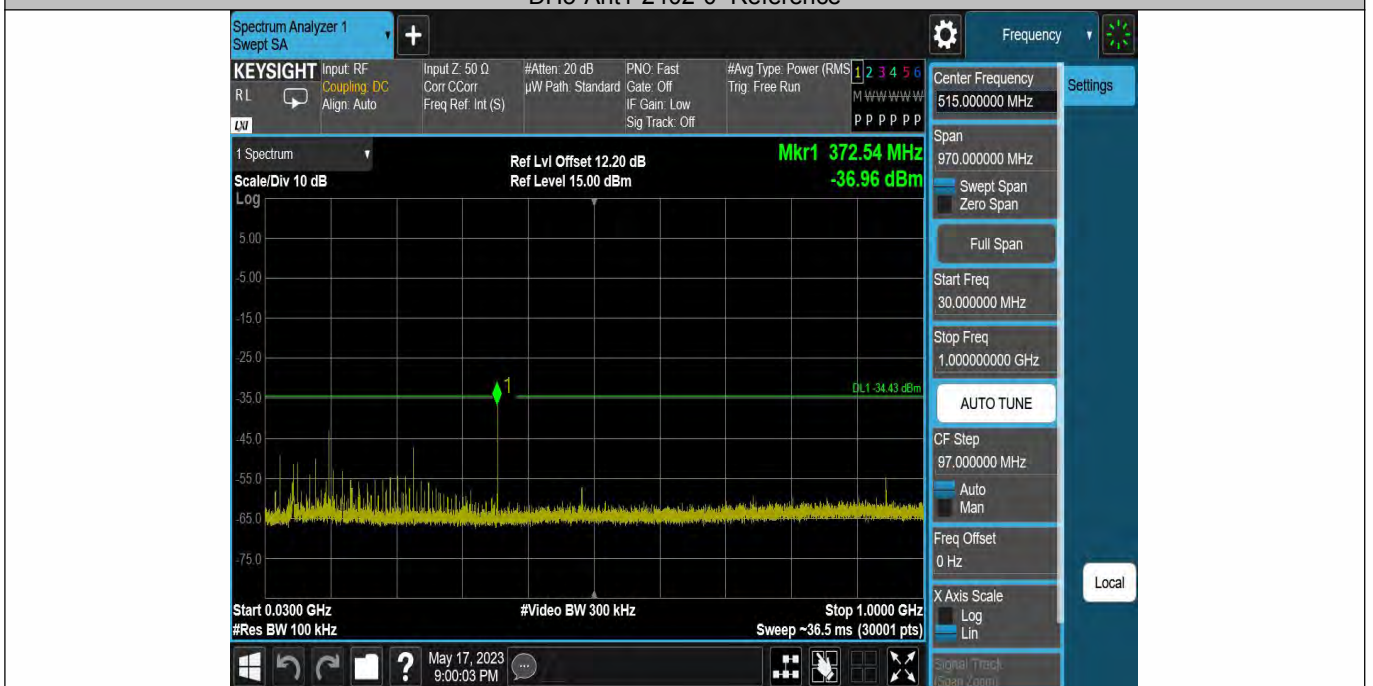 Spectrum Analyzer 1
Swept SA
+
Frequency
KEYSIGHT
RL
LXI
Input: RF
Coupling: DC
Align: Auto
Input Z: 50 Ω
Corr CCorr
Freq Ref: Int (S)
#Atten: 20 dB
µW Path: Standard
PNO: Fast
Gate: Off
IF Gain: Low
Sig Track: Off
#Avg Type: Power (RMS
Trig: Free Run
1 2 3 4 5 6
M W W W W W
P P P P P P
Center Frequency
515.000000 MHz
Settings
1 Spectrum
Scale/Div 10 dB
Ref Lvl Offset 12.20 dB
Ref Level 15.00 dBm
Mkr1 372.54 MHz
-36.96 dBm
Span
970.000000 MHz
Swept Span
Zero Span
Full Span
Start Freq
30.000000 MHz
Stop Freq
1.000000000 GHz
AUTO TUNE
CF Step
97.000000 MHz
Auto
Man
Freq Offset
0 Hz
X Axis Scale
Log
Lin
Signal Track
(Span Zoom)
Local
Log
5.00
-5.00
-15.0
-25.0
-35.0
-45.0
-55.0
-65.0
-75.0
1
DL1 -34.43 dBm
Start 0.0300 GHz
#Res BW 100 kHz
#Video BW 300 kHz
Stop 1.0000 GHz
Sweep ~36.5 ms (30001 pts)
?
May 17, 2023
9:00:03 PM